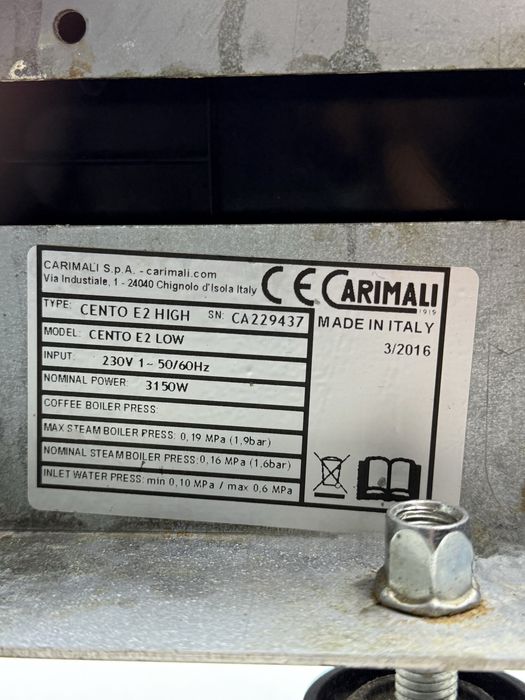 CARIMALI S.p.A. - carimali.com
Via Industiale, 1 - 24040 Chignolo d'Isola Italy
CE CARIMALI
1919
TYPE: CENTO E2 HIGH SN: CA229437
MADE IN ITALY
3/2016
MODEL: CENTO E2 LOW
INPUT: 230V 1~ 50/60Hz
NOMINAL POWER: 3150W
COFFEE BOILER PRESS:
MAX STEAM BOILER PRESS: 0,19 MPa (1,9bar)
NOMINAL STEAM BOILER PRESS: 0,16 MPa (1,6bar)
INLET WATER PRESS: min 0,10 MPa / max 0,6 MPa